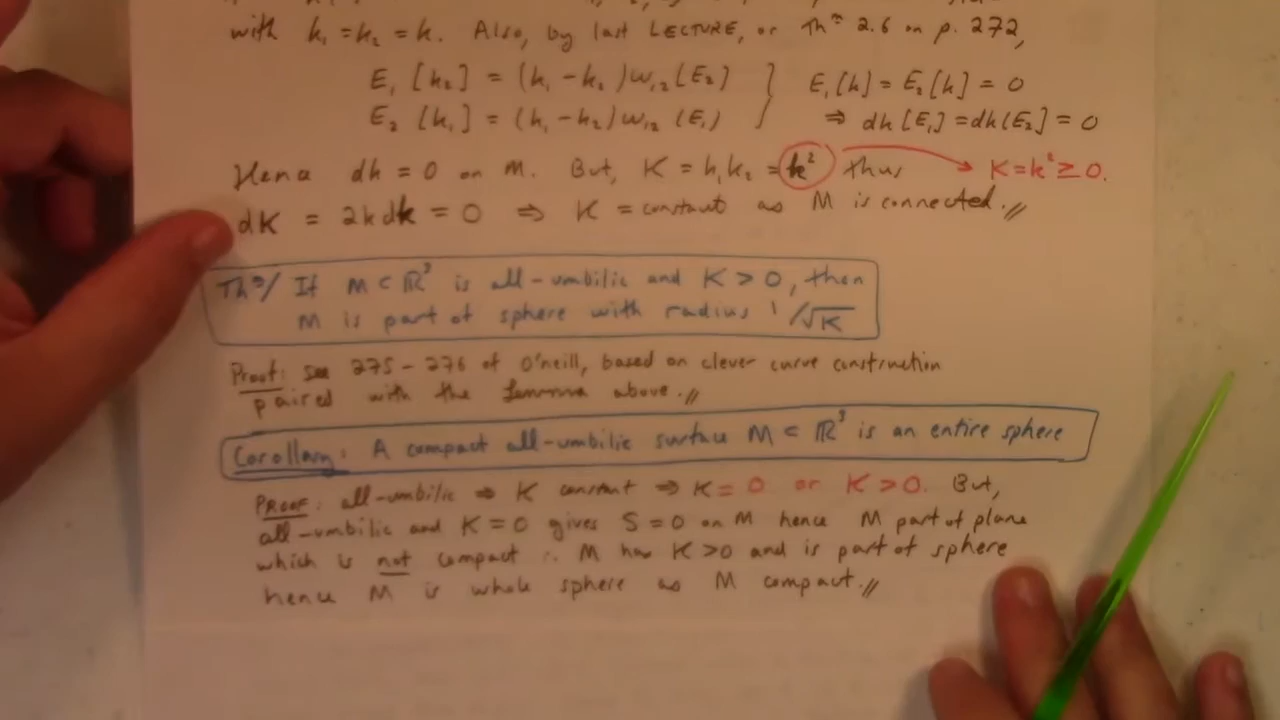 with k₁ = k₂ = k. Also, by last LECTURE, or Thᵐ 2.6 on p. 272,
E₁[k₂] = (k₁ - k₂)ω₁₂(E₂) } E₁[k] = E₂[k] = 0
E₂[k₁] = (k₁ - k₂)ω₁₂(E₁) ⇒ dk[E₁] = dk(E₂] = 0
Hence dk = 0 on M. But, K = k₁k₂ = k² thus K = k² ≥ 0.
dK = 2kdk = 0 ⇒ K = constant as M is connected.//
Thᵐ/ If M ⊂ ℝ³ is all-umbilic and K > 0, then
M is part of sphere with radius 1/√K
Proof: see 275-276 of O'neill, based on clever curve construction
paired with the Lemma above.//
Corollary: A compact all-umbilic surface M ⊂ ℝ³ is an entire sphere
PROOF: all-umbilic ⇒ K constant ⇒ K = 0 or K > 0. But,
all-umbilic and K = 0 gives S = 0 on M hence M part of plane
which is not compact ∴ M has K > 0 and is part of sphere
hence M is whole sphere as M compact.//